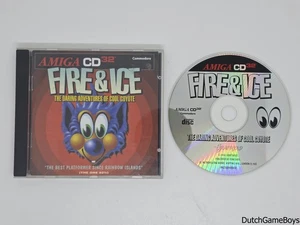 AMIGA CD32
Commodore
FIRE & ICE
THE DARING ADVENTURES OF COOL COYOTE
"THE BEST PLATFORMER SINCE RAINBOW ISLANDS"
AMIGA CD32
FIRE&ICE
THE DARING ADVENTURES OF COOL COYOTE
DutchGameBoys